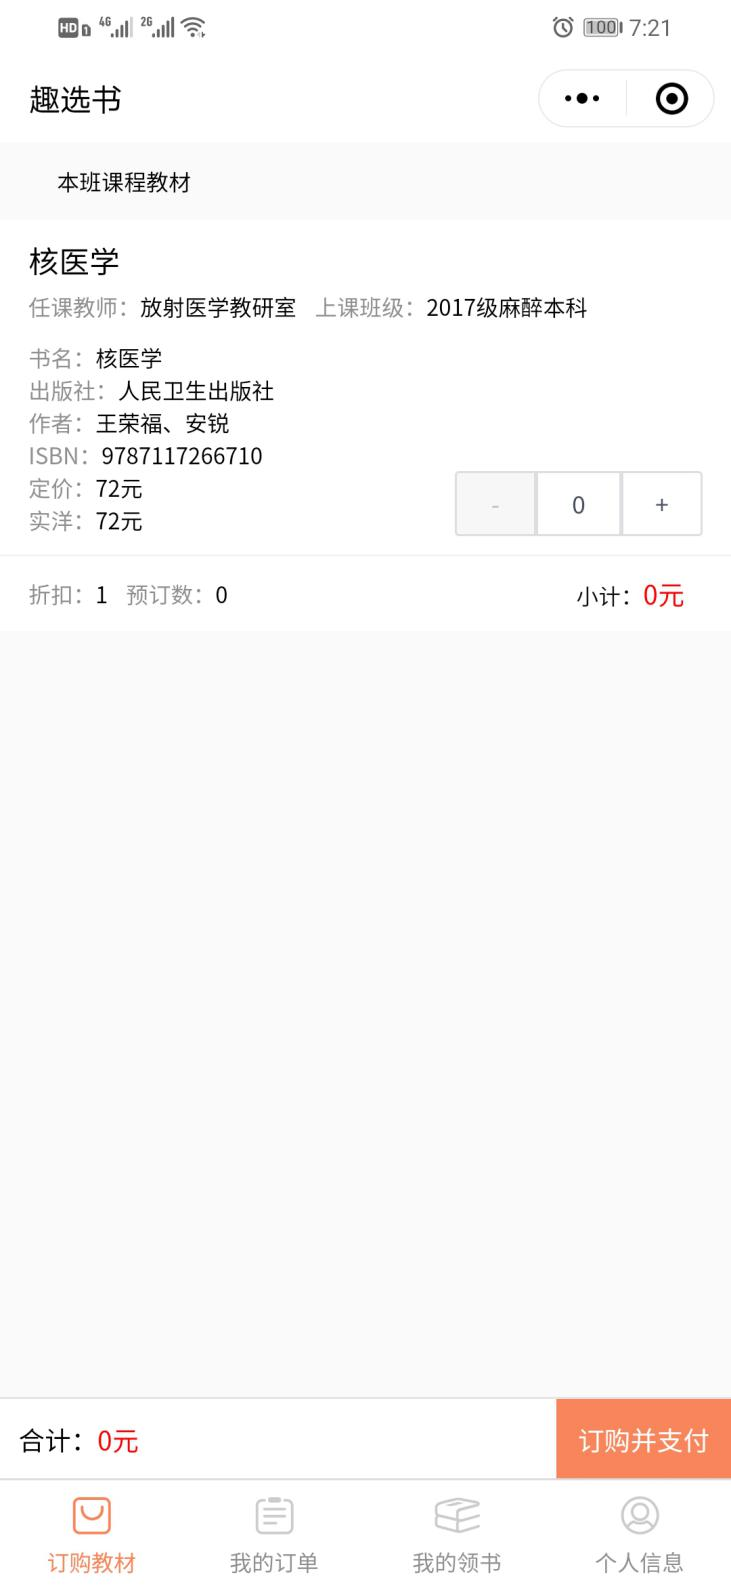 HD 1 4G 2G 100 7:21
趣选书
本班课程教材
核医学
任课教师：放射医学教研室 上课班级：2017级麻醉本科
书名：核医学
出版社：人民卫生出版社
作者：王荣福、安锐
ISBN：9787117266710
定价：72元
实洋：72元
- 0 +
折扣：1 预订数：0 小计：0元
合计：0元 订购并支付
订购教材 我的订单 我的领书 个人信息